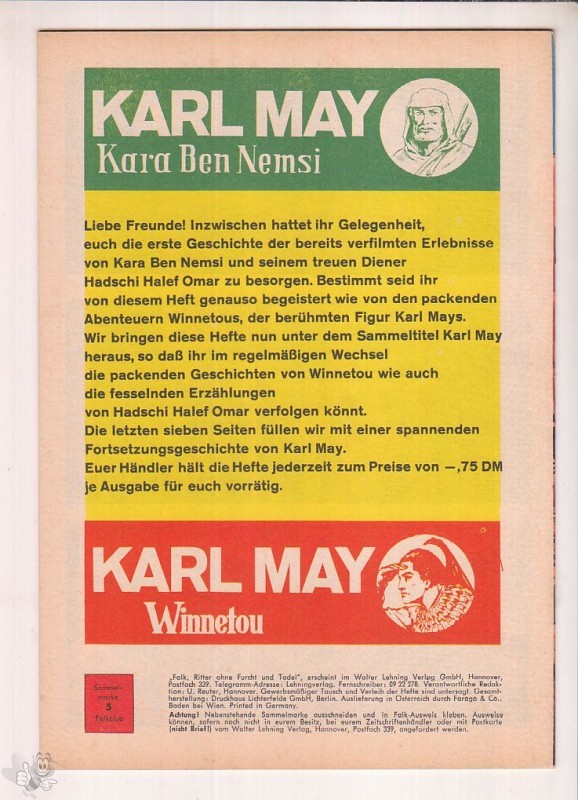 KARL MAY
Kara Ben Nemsi
Liebe Freunde! Inzwischen hattet ihr Gelegenheit,
euch die erste Geschichte der bereits verfilmten Erlebnisse
von Kara Ben Nemsi und seinem treuen Diener
Hadschi Halef Omar zu besorgen. Bestimmt seid ihr
von diesem Heft genauso begeistert wie von den packenden
Abenteuern Winnetous, der berühmten Figur Karl Mays.
Wir bringen diese Hefte nun unter dem Sammeltitel Karl May
heraus, so daß ihr im regelmäßigen Wechsel
die packenden Geschichten von Winnetou wie auch
die fesselnden Erzählungen
von Hadschi Halef Omar verfolgen könnt.
Die letzten sieben Seiten füllen wir mit einer spannenden
Fortsetzungsgeschichte von Karl May.
Euer Händler hält die Hefte jederzeit zum Preise von —,75 DM
je Ausgabe für euch vorrätig.
KARL MAY
Winnetou
Sammel-
marke
5
Falkclub
„Falk, Ritter ohne Furcht und Tadel", erscheint im Walter Lehning Verlag GmbH, Hannover,
Postfach 339. Telegramm-Adresse: Lehningverlag. Fernschreiber: 09 22 278. Verantwortliche Redak-
tion: U. Reuter, Hannover. Gewerbsmäßiger Tausch und Verleih der Hefte sind untersagt. Gesamt-
herstellung: Druckhaus Lichterfelde GmbH, Berlin. Auslieferung in Österreich durch Farago & Co.,
Baden bei Wien. Printed in Germany.
Achtung! Nebenstehende Sammelmarke ausschneiden und in Falk-Ausweis kleben. Ausweise
können, sofern noch nicht in eurem Besitz, bei eurem Zeitschriftenhändler oder mit Postkarte
(nicht Brief!) vom Walter Lehning Verlag, Hannover, Postfach 339, angefordert werden.